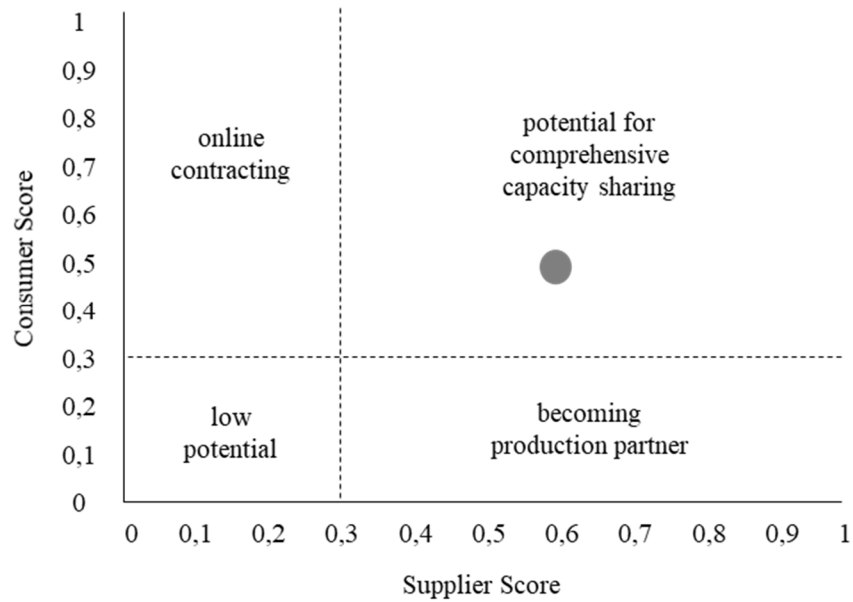 1
0,9
0,8
0,7
0,6
0,5
0,4
0,3
0,2
0,1
0
Consumer Score
online
contracting
potential for
comprehensive
capacity sharing
low
potential
becoming
production partner
0 0,1 0,2 0,3 0,4 0,5 0,6 0,7 0,8 0,9 1
Supplier Score